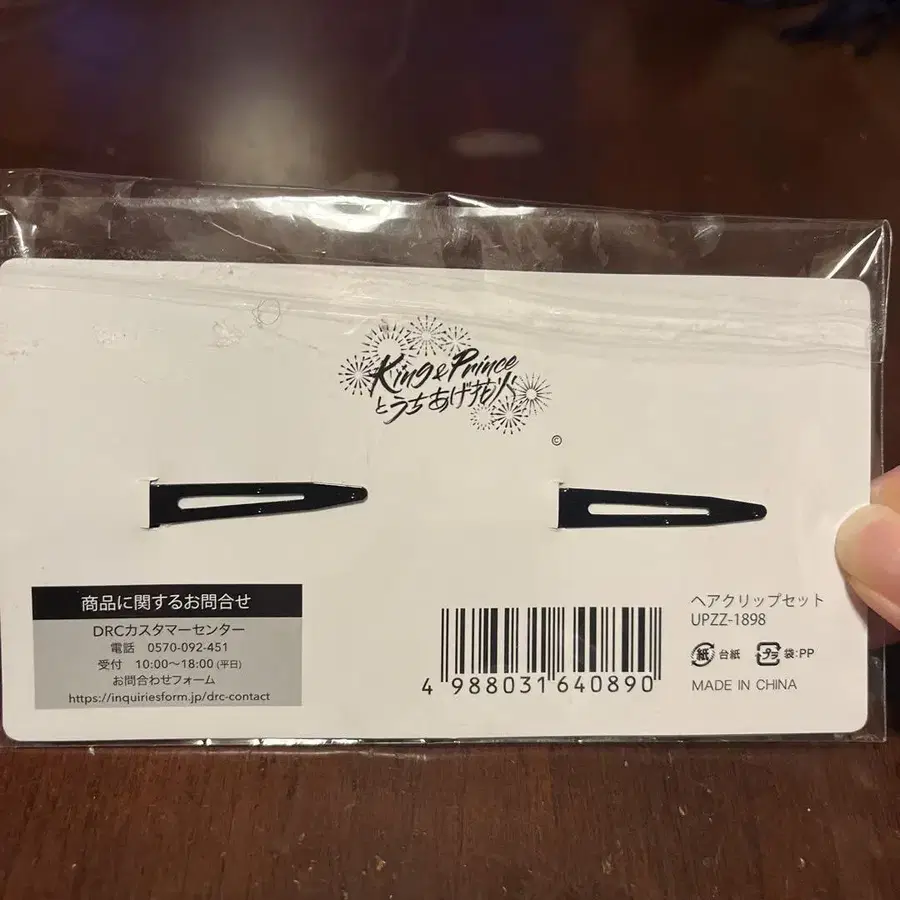 King & Prince
とうちあげ花火
©
商品に関するお問合せ
DRCカスタマーセンター
電話 0570-092-451
受付 10:00〜18:00 (平日)
お問合わせフォーム
https://inquiriesform.jp/drc-contact
4 988031 640890
ヘアクリップセット
UPZZ-1898
紙 台紙 プラ 袋:PP
MADE IN CHINA